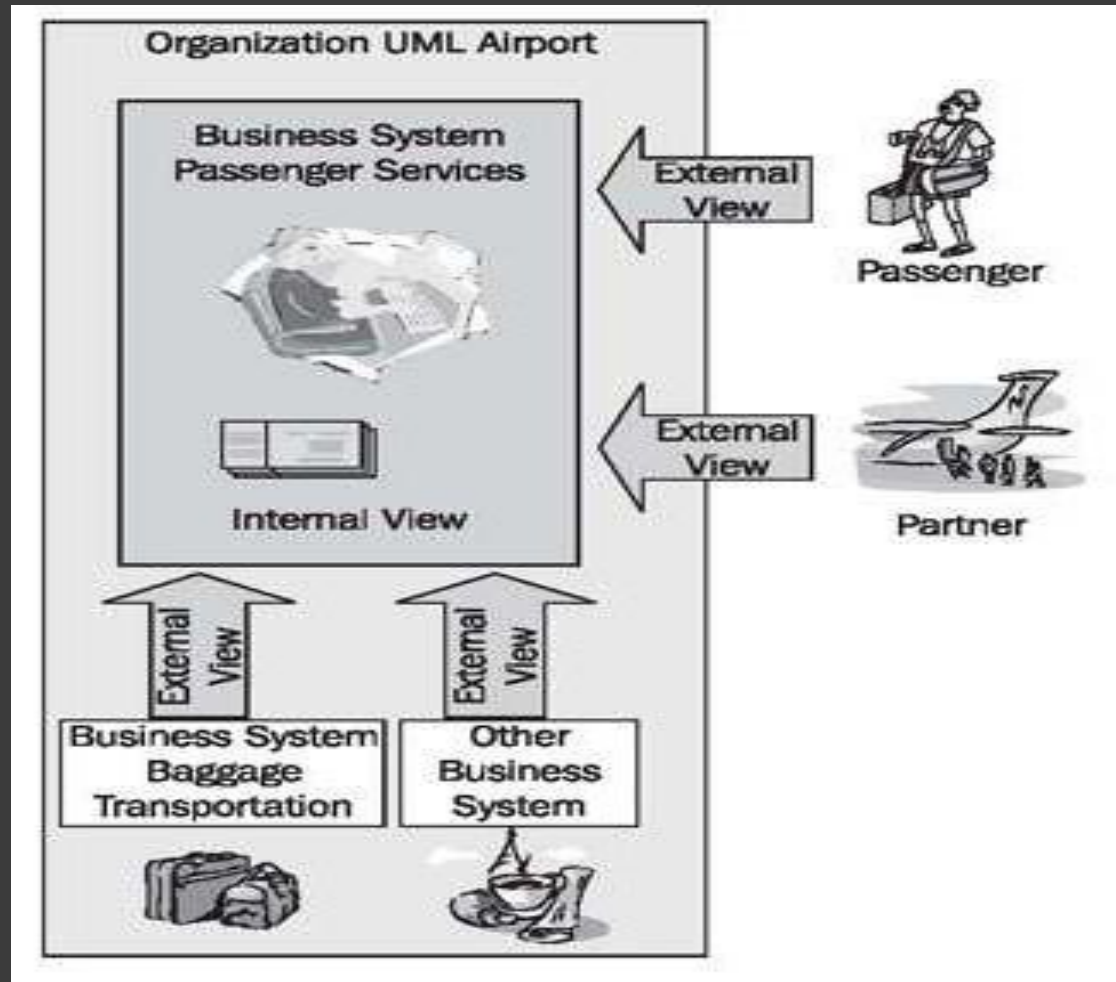 Organization UML Airport
Business System
Passenger Services
Internal View
External
View
Passenger
External
View
Partner
External
View
External
View
Business System
Baggage
Transportation
Other
Business
System